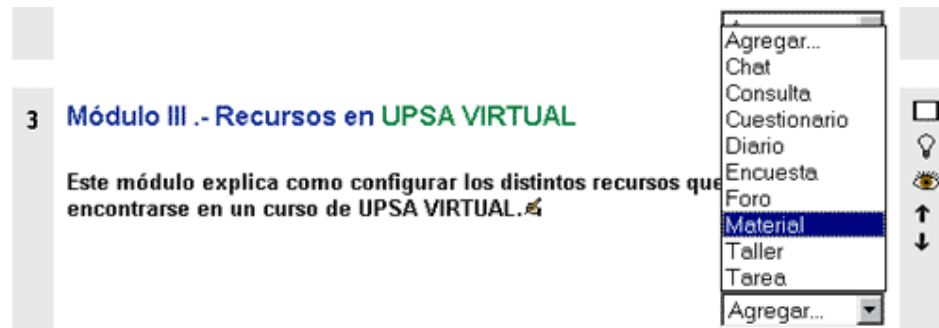 Agregar...
Chat
Consulta
Cuestionario
Diario
Encuesta
Foro
Material
Taller
Tarea
Agregar...
3
Módulo III .- Recursos en UPSA VIRTUAL
Este módulo explica como configurar los distintos recursos que
encontrarse en un curso de UPSA VIRTUAL.